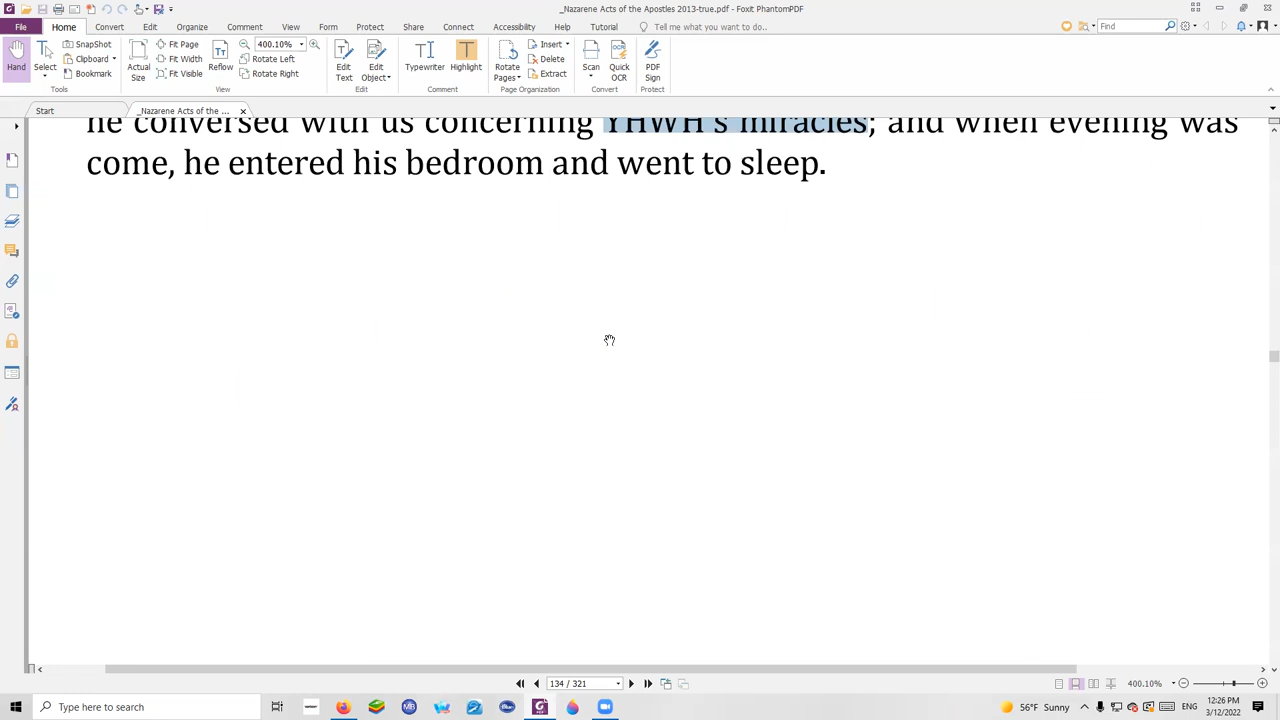 _Nazarene Acts of the Apostles 2013-true.pdf - Foxit PhantomPDF
File Home Convert Edit Organize Comment View Form Protect Share Connect Accessibility Help Tutorial Tell me what you want to do.. Find
Hand Select SnapShot Clipboard Bookmark Actual Size Fit Page Fit Width Fit Visible Reflow 400.10% Rotate Left Rotate Right Edit Text Edit Object Typewriter Highlight Rotate Pages Insert Delete Extract Scan Quick OCR PDF Sign
Tools View Edit Comment Page Organization Convert Protect
Start _Nazarene Acts of the ...
he conversed with us concerning YHWH's miracles; and when evening was
come, he entered his bedroom and went to sleep.
134 / 321 400.10%
Type here to search 56°F Sunny ENG 12:26 PM
3/12/2022